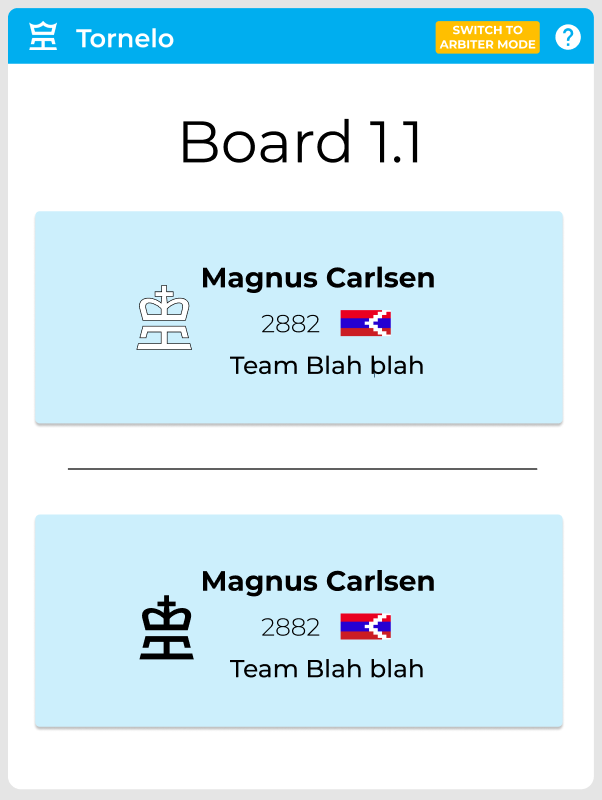 Tornelo
SWITCH TO
ARBITER MODE
?
Board 1.1
Magnus Carlsen
2882
Team Blah blah
Magnus Carlsen
2882
Team Blah blah